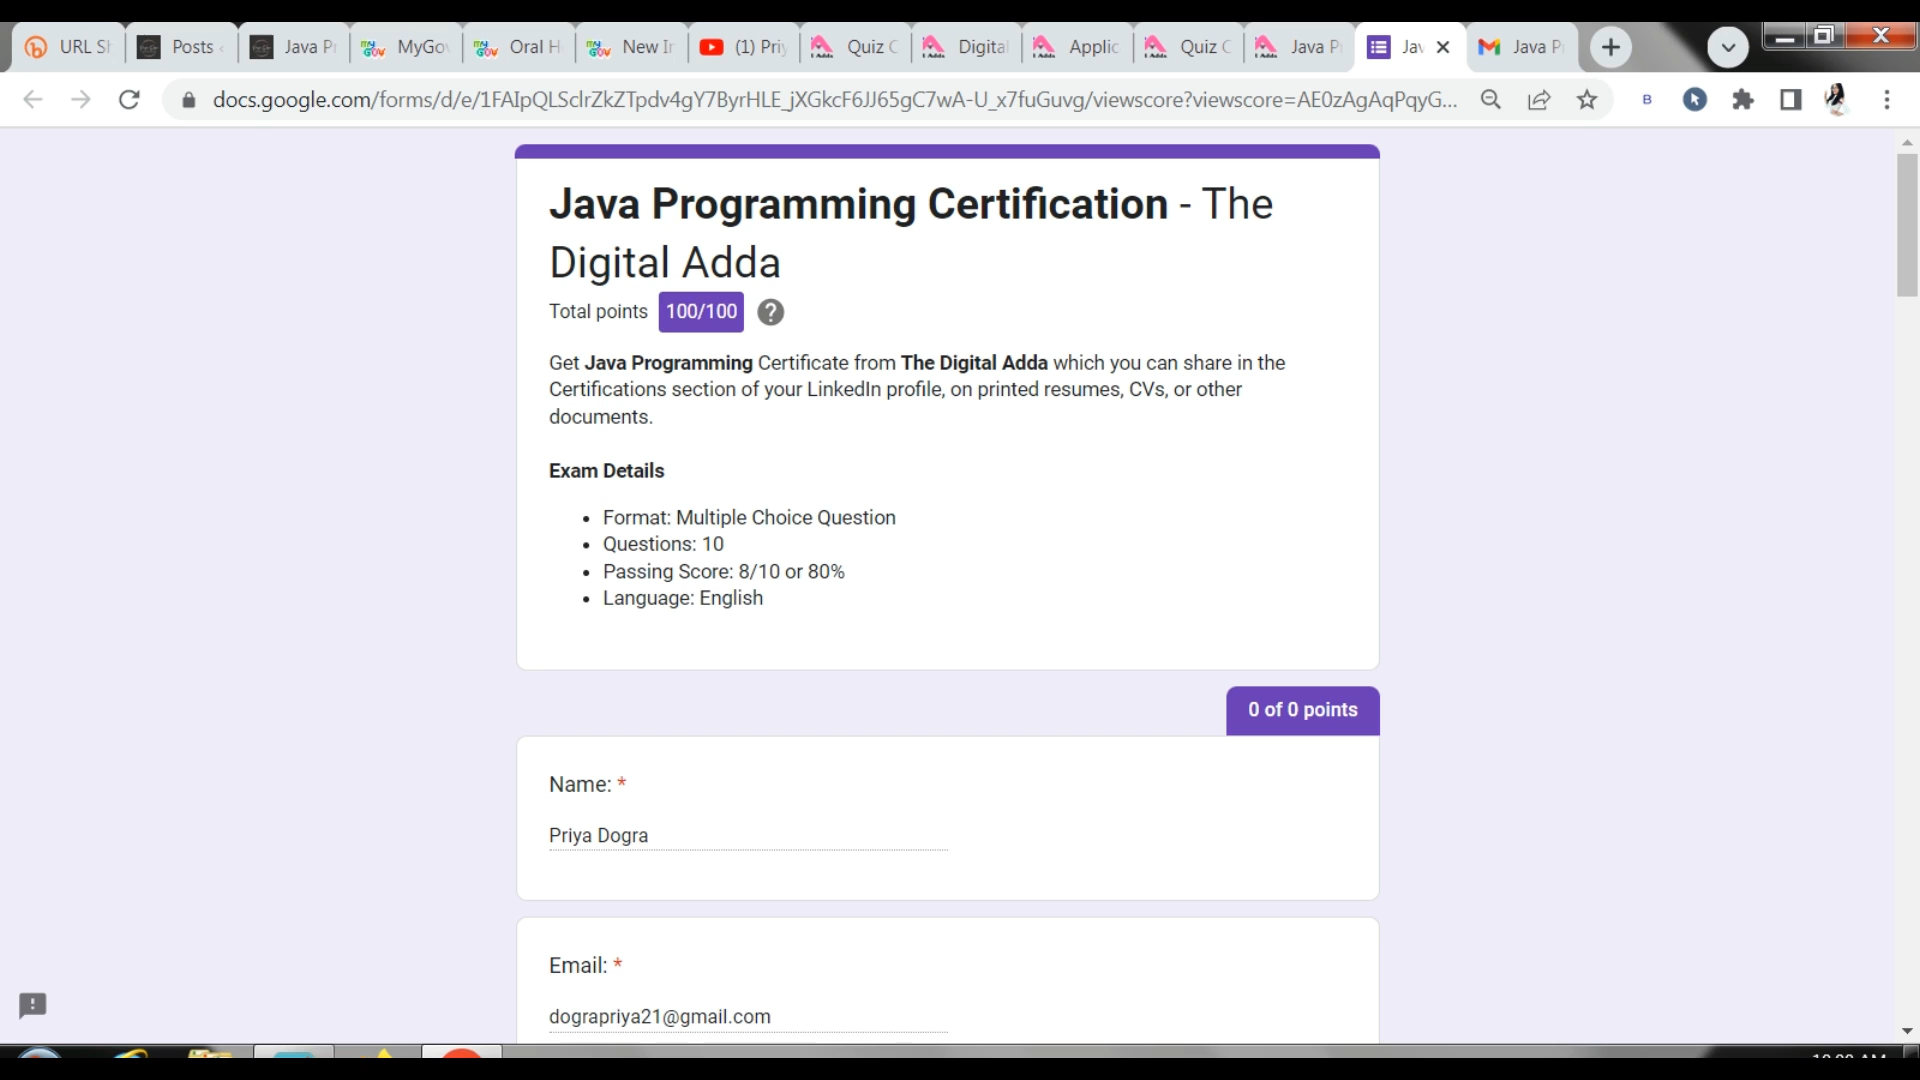 URL Sh
Posts
Java Pr
MyGov
Oral H
New In
(1) Priy
Quiz C
Digital
Applic
Quiz C
Java Pr
Jav
Java Pr
docs.google.com/forms/d/e/1FAIpQLSclrZkZTpdv4gY7ByrHLE_jXGkcF6JJ65gC7wA-U_x7fuGuvg/viewscore?viewscore=AE0zAgAqPqyG...
B
Java Programming Certification - The
Digital Adda
Total points 100/100
Get Java Programming Certificate from The Digital Adda which you can share in the
Certifications section of your LinkedIn profile, on printed resumes, CVs, or other
documents.
Exam Details
• Format: Multiple Choice Question
• Questions: 10
• Passing Score: 8/10 or 80%
• Language: English
0 of 0 points
Name: *
Priya Dogra
Email: *
dograpriya21@gmail.com